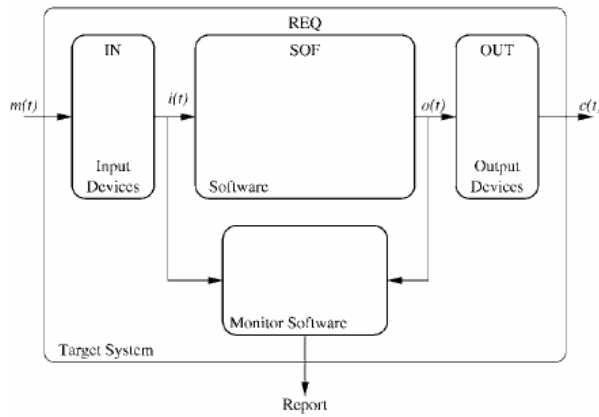 REQ
IN
SOF
OUT
m(t)
i(t)
o(t)
c(t)
Input
Devices
Software
Output
Devices
Monitor Software
Target System
Report